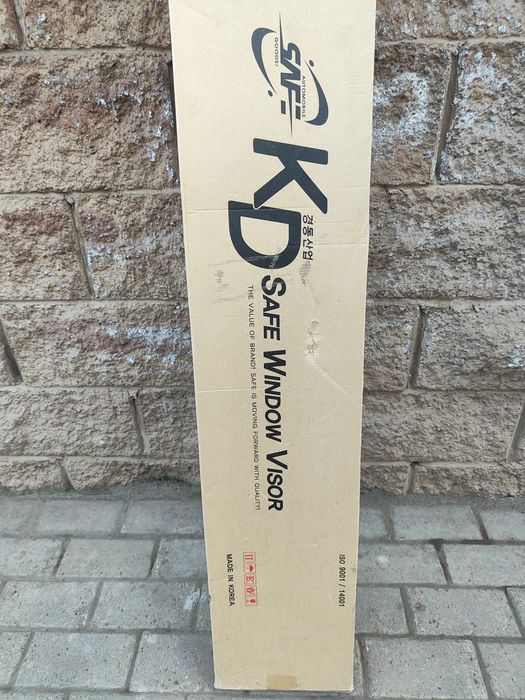 SAFE
AUTOMOBILE
GOODS/
KD
경동산업
SAFE WINDOW VISOR
THE VALUE OF BRAND! SAFE IS MOVING FORWARD WITH QUALITY!
ISO 9001 / 14001
MADE IN KOREA